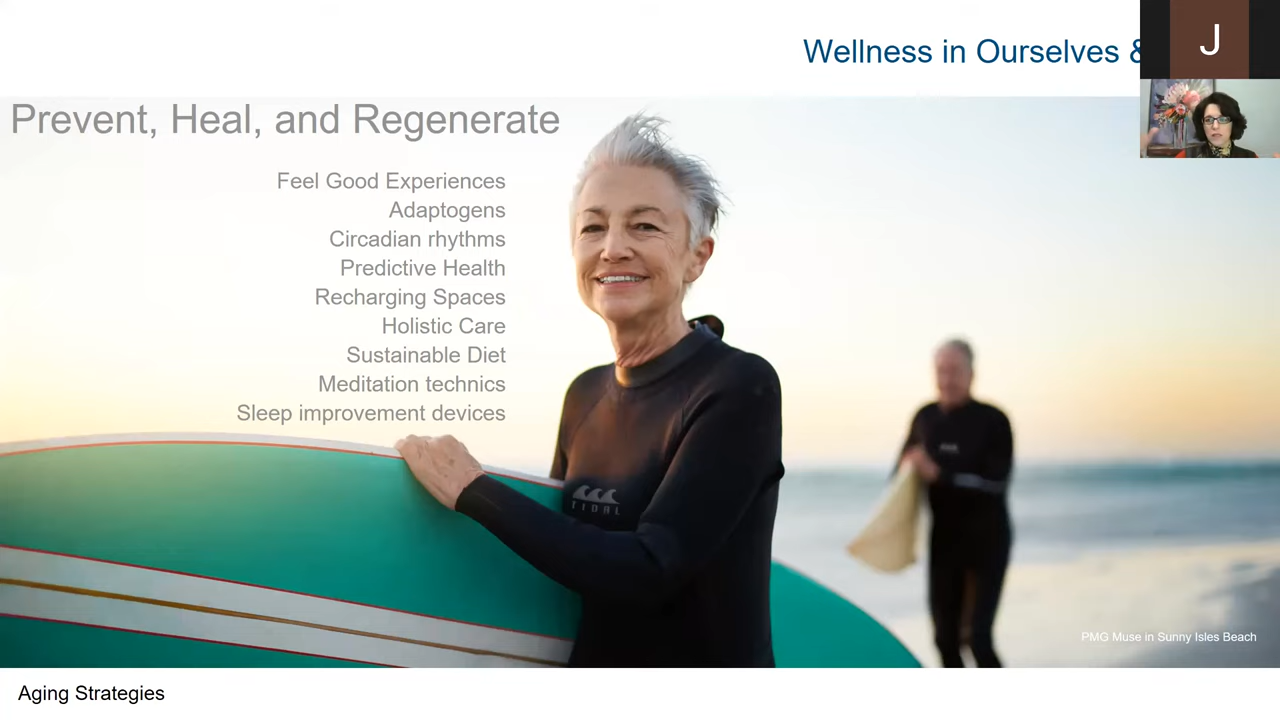 Wellness in Ourselves &
J
Prevent, Heal, and Regenerate
Feel Good Experiences
Adaptogens
Circadian rhythms
Predictive Health
Recharging Spaces
Holistic Care
Sustainable Diet
Meditation technics
Sleep improvement devices
TIDAL
PMG Muse in Sunny Isles Beach
Aging Strategies